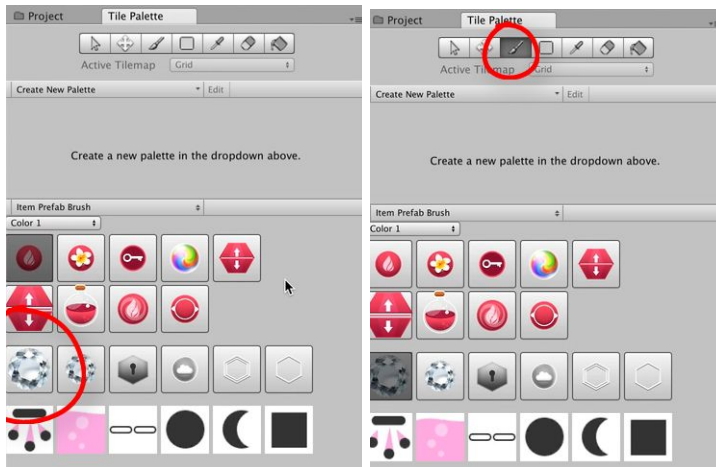 Project Tile Palette
Active Tilemap Grid
Create New Palette Edit
Create a new palette in the dropdown above.
Item Prefab Brush
Color 1
Project Tile Palette
Active Tilemap Grid
Create New Palette Edit
Create a new palette in the dropdown above.
Item Prefab Brush
Color 1